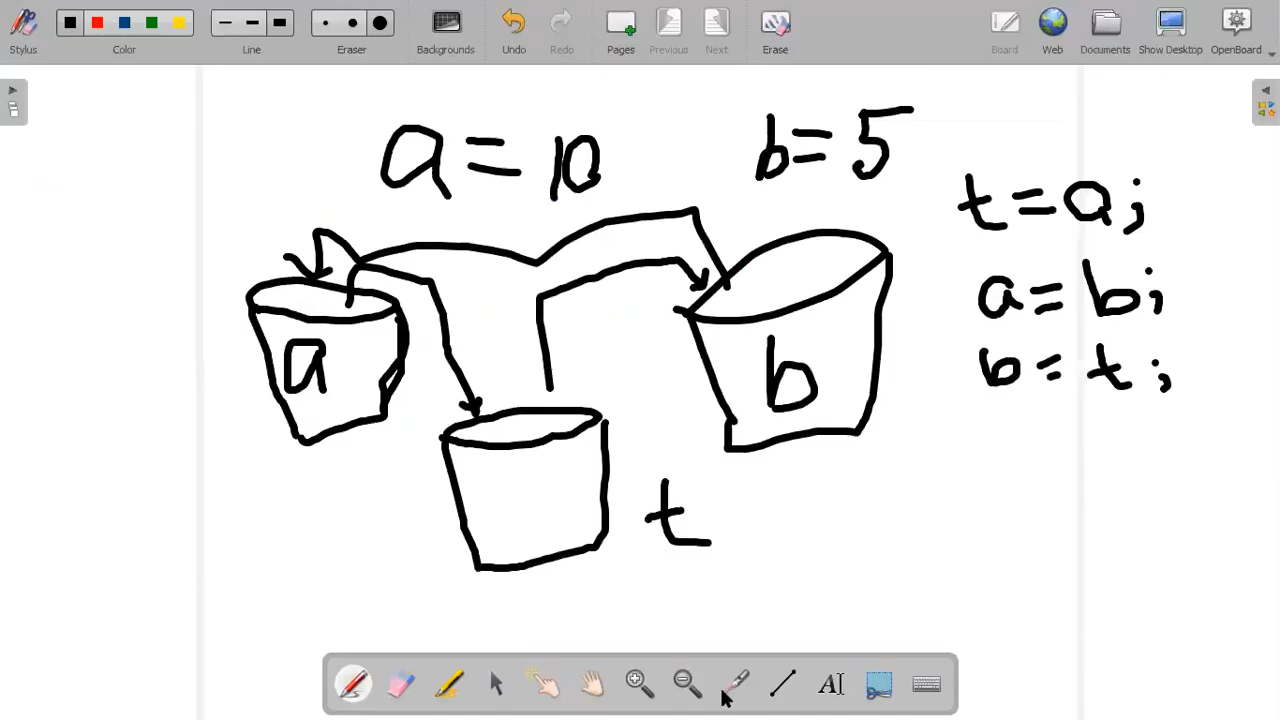 Stylus Color Line Eraser Backgrounds Undo Redo Pages Previous Next Erase Board Web Documents Show Desktop OpenBoard
a = 10 b = 5
t = a;
a = b;
b = t;
a b
t